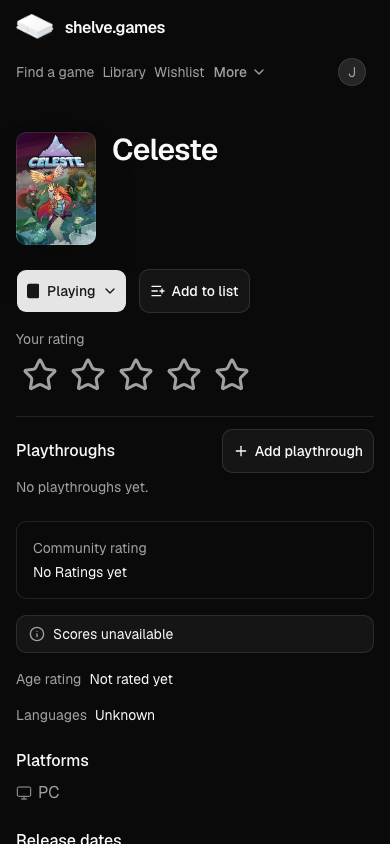 shelve.games
Find a game Library Wishlist More
J
CELESTE
Celeste
Playing
Add to list
Your rating
Playthroughs
Add playthrough
No playthroughs yet.
Community rating
No Ratings yet
Scores unavailable
Age rating Not rated yet
Languages Unknown
Platforms
PC
Release dates